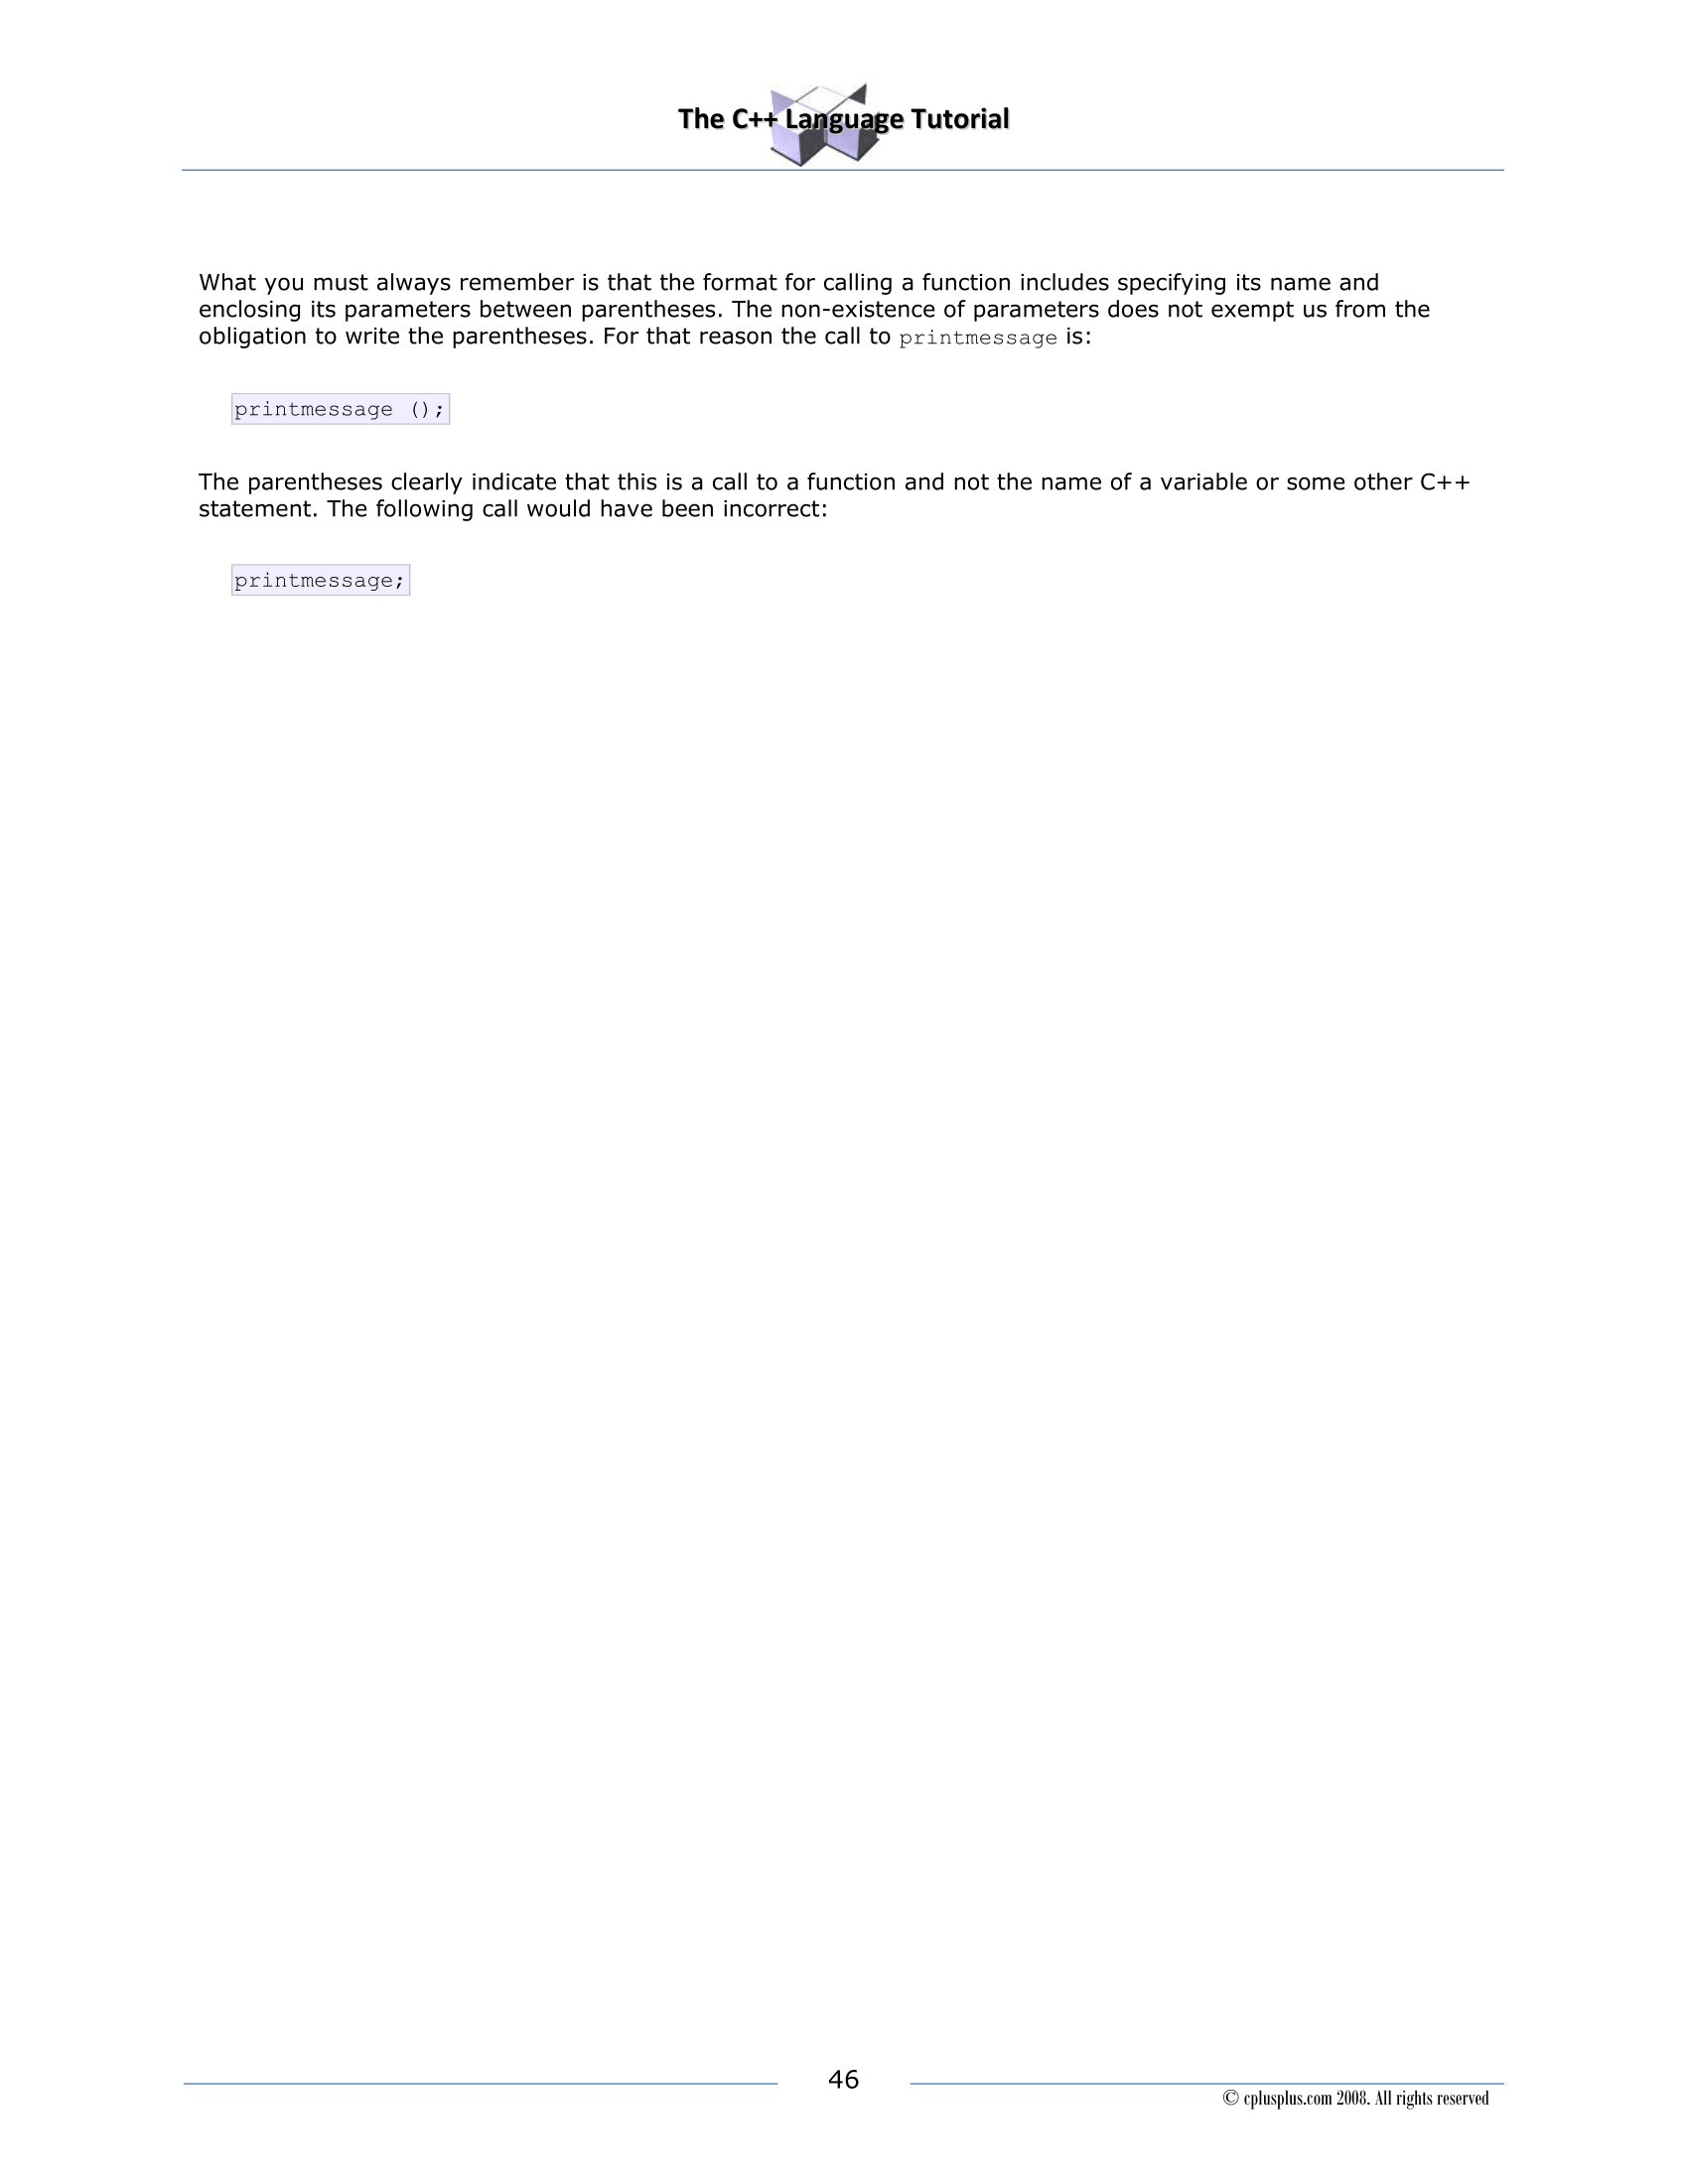 The C++ Language Tutorial
What you must always remember is that the format for calling a function includes specifying its name and
enclosing its parameters between parentheses. The non-existence of parameters does not exempt us from the
obligation to write the parentheses. For that reason the call to printmessage is:
printmessage ();
The parentheses clearly indicate that this is a call to a function and not the name of a variable or some other C++
statement. The following call would have been incorrect:
printmessage;
46
© cplusplus.com 2008. All rights reserved